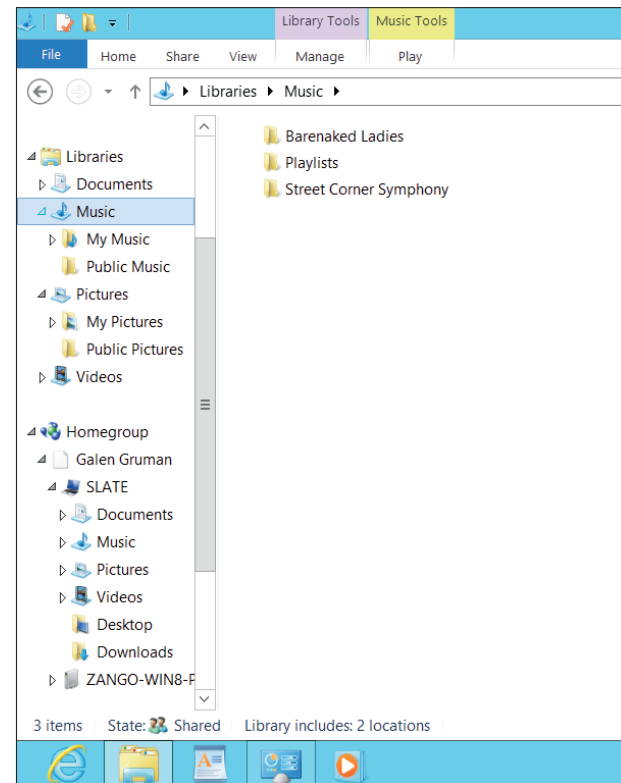 Library Tools Music Tools
File Home Share View Manage Play
Libraries Music
Barenaked Ladies
Playlists
Street Corner Symphony
Libraries
Documents
Music
My Music
Public Music
Pictures
My Pictures
Public Pictures
Videos
Homegroup
Galen Gruman
SLATE
Documents
Music
Pictures
Videos
Desktop
Downloads
ZANGO-WIN8-P
3 items State: Shared Library includes: 2 locations